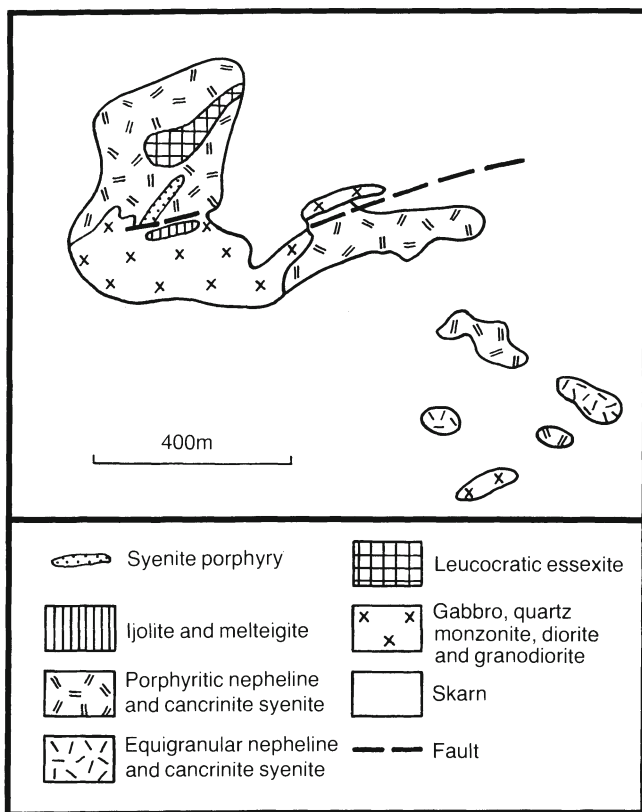 400m
Syenite porphyry
Ijolite and melteigite
Porphyritic nepheline
and cancrinite syenite
Equigranular nepheline
and cancrinite syenite
Leucocratic essexite
Gabbro, quartz
monzonite, diorite
and granodiorite
Skarn
Fault